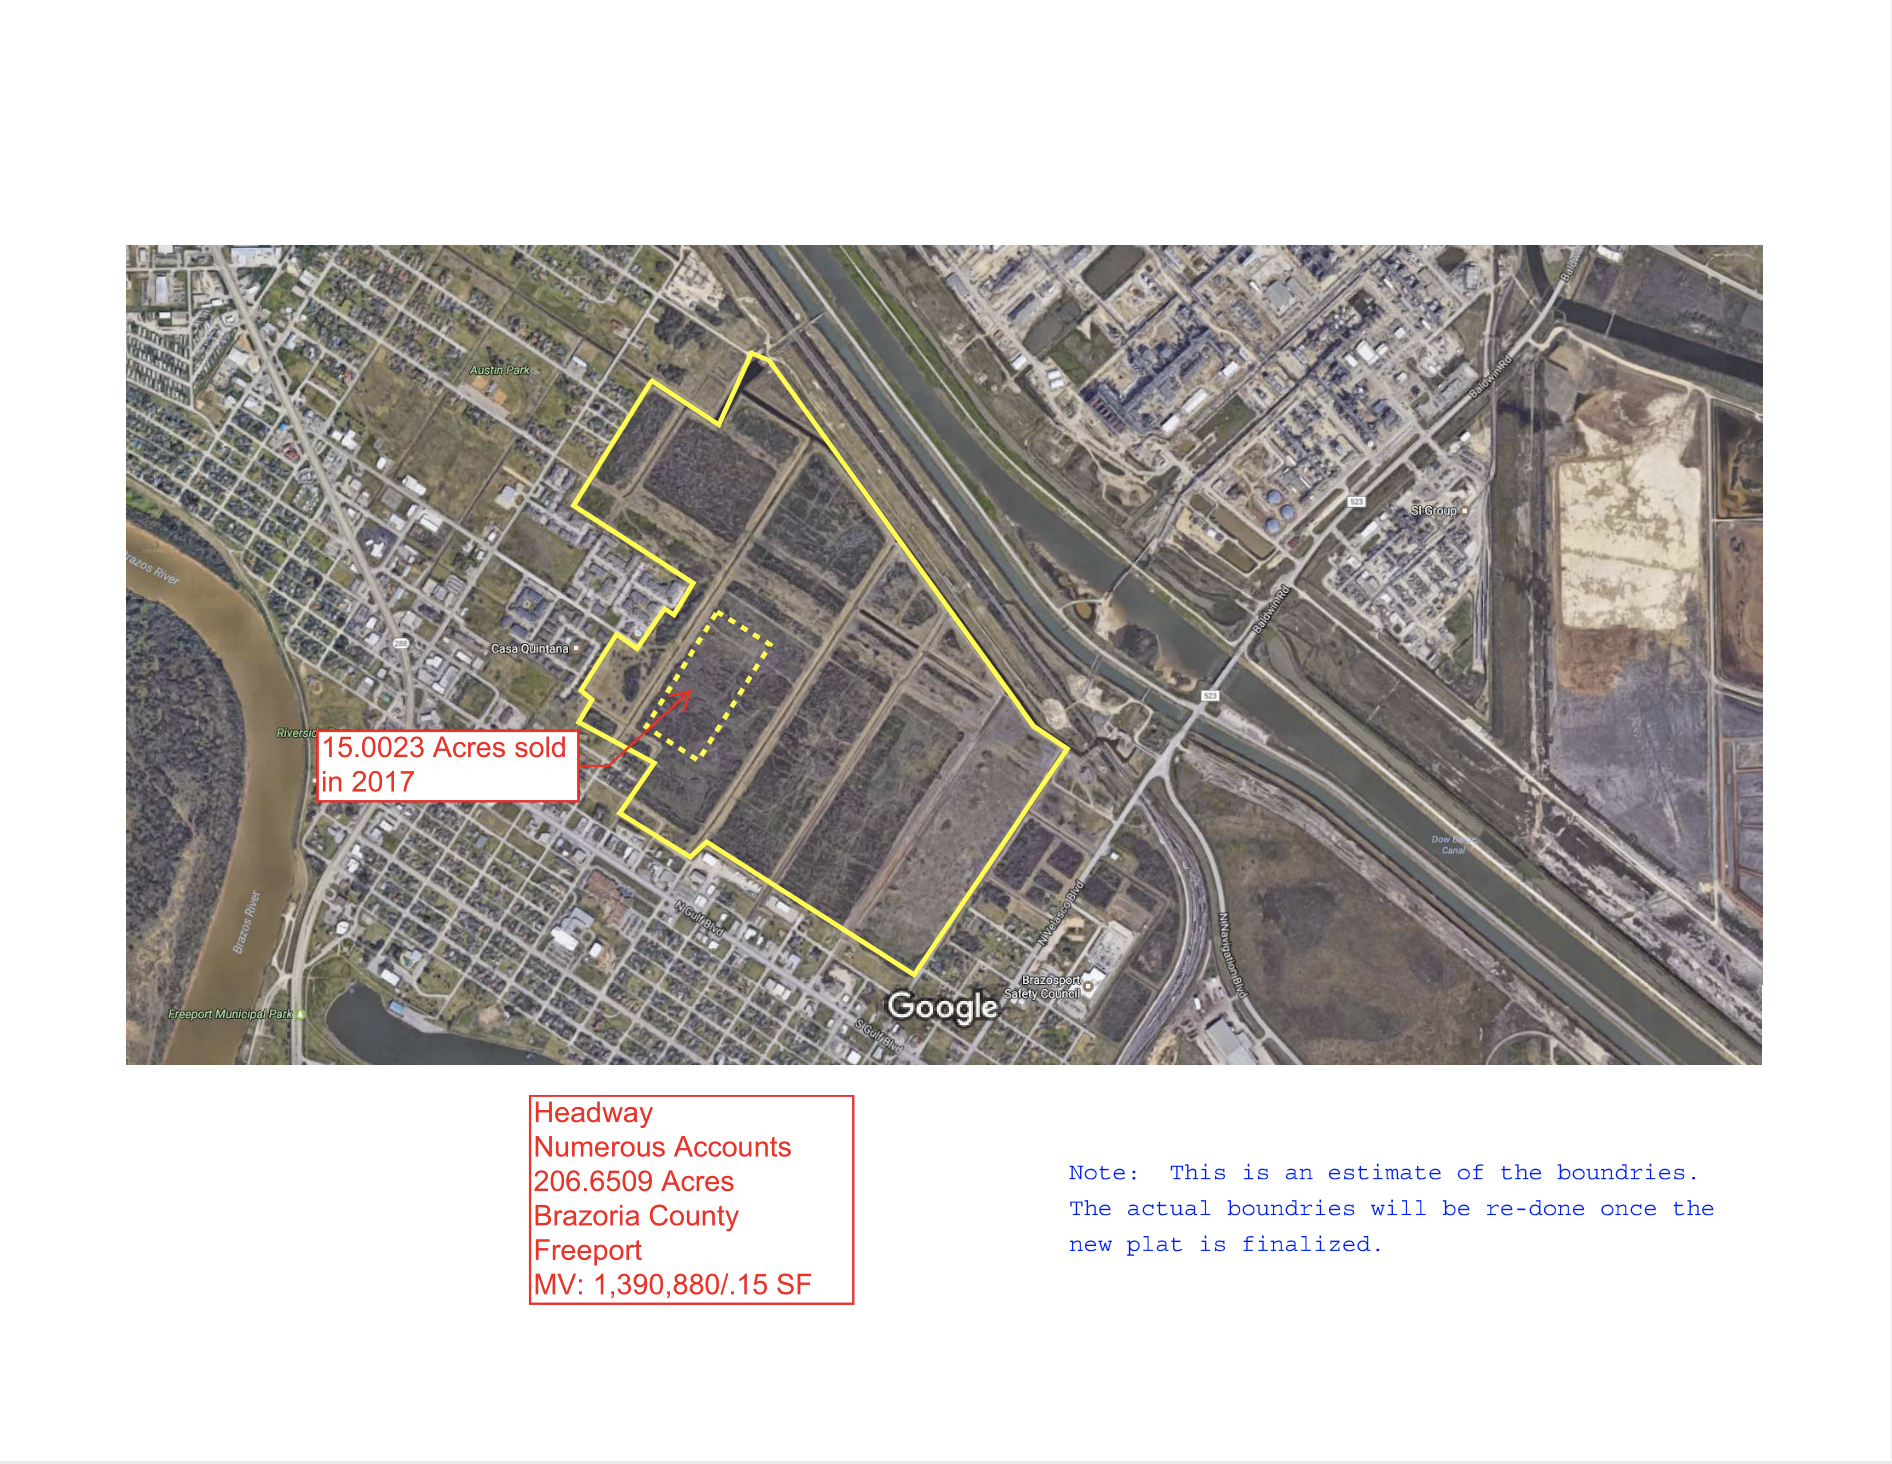 Austin Park
Baldwin Rd
523
SI Group
Brazos River
Baldwin Rd
288
Casa Quintana
523
15.0023 Acres sold
in 2017
Dow Barge
Canal
N Gulf Blvd
N Velasco Blvd
N Navigation Blvd
Brazos River
Brazosport
Safety Council
Google
Freeport Municipal Park
S Gulf Blvd
Headway
Numerous Accounts
206.6509 Acres
Brazoria County
Freeport
MV: 1,390,880/.15 SF
Note: This is an estimate of the boundries.
The actual boundries will be re-done once the
new plat is finalized.